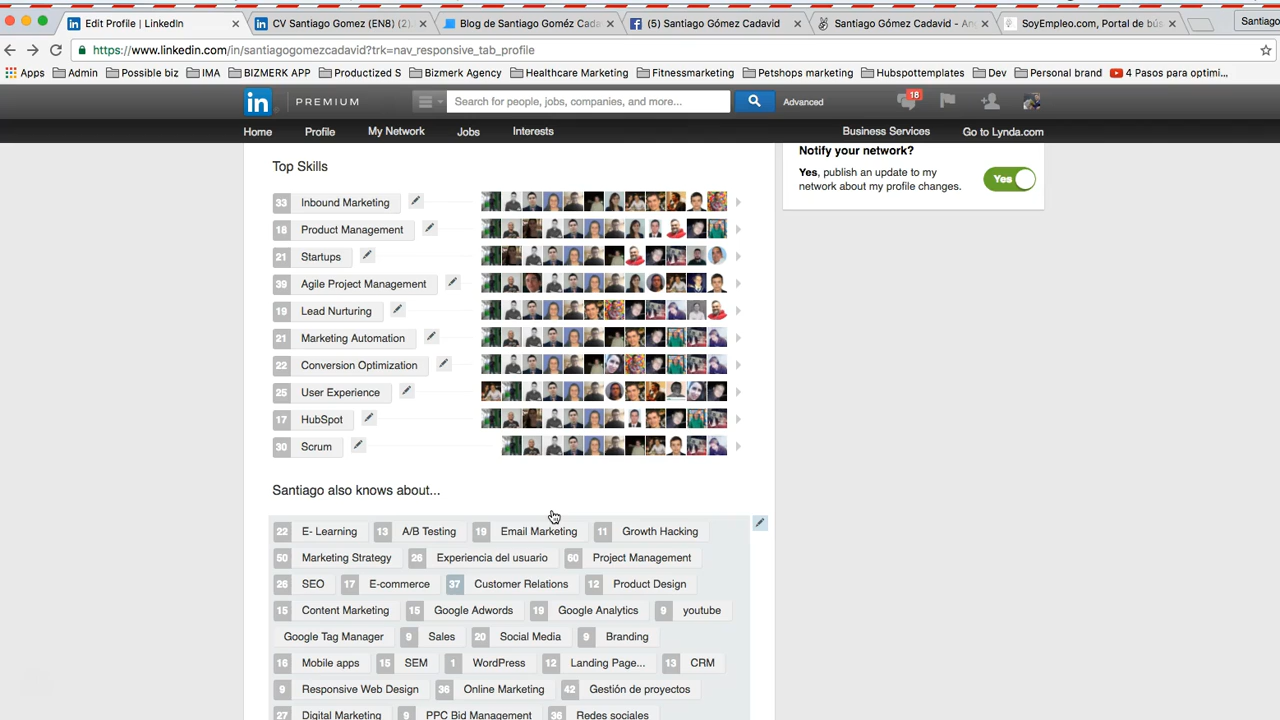 Edit Profile | LinkedIn
CV Santiago Gomez (EN8) (2)
Blog de Santiago Goméz Cada
(5) Santiago Gómez Cadavid
Santiago Gómez Cadavid - An
SoyEmpleo.com, Portal de bús
Santiago
https://www.linkedin.com/in/santiagogomezcadavid?trk=nav_responsive_tab_profile
Apps Admin Possible biz IMA BIZMERK APP Productized S Bizmerk Agency Healthcare Marketing Fitnessmarketing Petshops marketing Hubspottemplates Dev Personal brand 4 Pasos para optimi...
in PREMIUM Search for people, jobs, companies, and more... Advanced 18
Home Profile My Network Jobs Interests Business Services Go to Lynda.com
Notify your network?
Yes, publish an update to my
network about my profile changes.
Yes
Top Skills
33 Inbound Marketing
18 Product Management
21 Startups
39 Agile Project Management
19 Lead Nurturing
21 Marketing Automation
22 Conversion Optimization
25 User Experience
17 HubSpot
30 Scrum
Santiago also knows about...
22 E- Learning 13 A/B Testing 19 Email Marketing 11 Growth Hacking
50 Marketing Strategy 26 Experiencia del usuario 60 Project Management
26 SEO 17 E-commerce 37 Customer Relations 12 Product Design
15 Content Marketing 15 Google Adwords 19 Google Analytics 9 youtube
Google Tag Manager 9 Sales 20 Social Media 9 Branding
16 Mobile apps 15 SEM 1 WordPress 12 Landing Page... 13 CRM
9 Responsive Web Design 36 Online Marketing 42 Gestión de proyectos
27 Digital Marketing 9 PPC Bid Management 36 Redes sociales